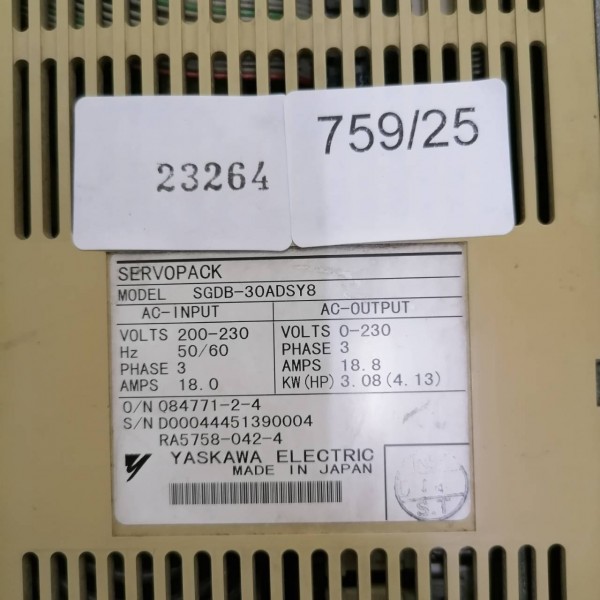 759/25
23264
SERVOPACK
MODEL SGDB-30ADSY8
AC-INPUT AC-OUTPUT
VOLTS 200-230 VOLTS 0-230
Hz 50/60 PHASE 3
PHASE 3 AMPS 18.8
AMPS 18.0 KW(HP) 3.08(4.13)
O/N 084771-2-4
S/N D00044451390004
RA5758-042-4
YASKAWA ELECTRIC
MADE IN JAPAN